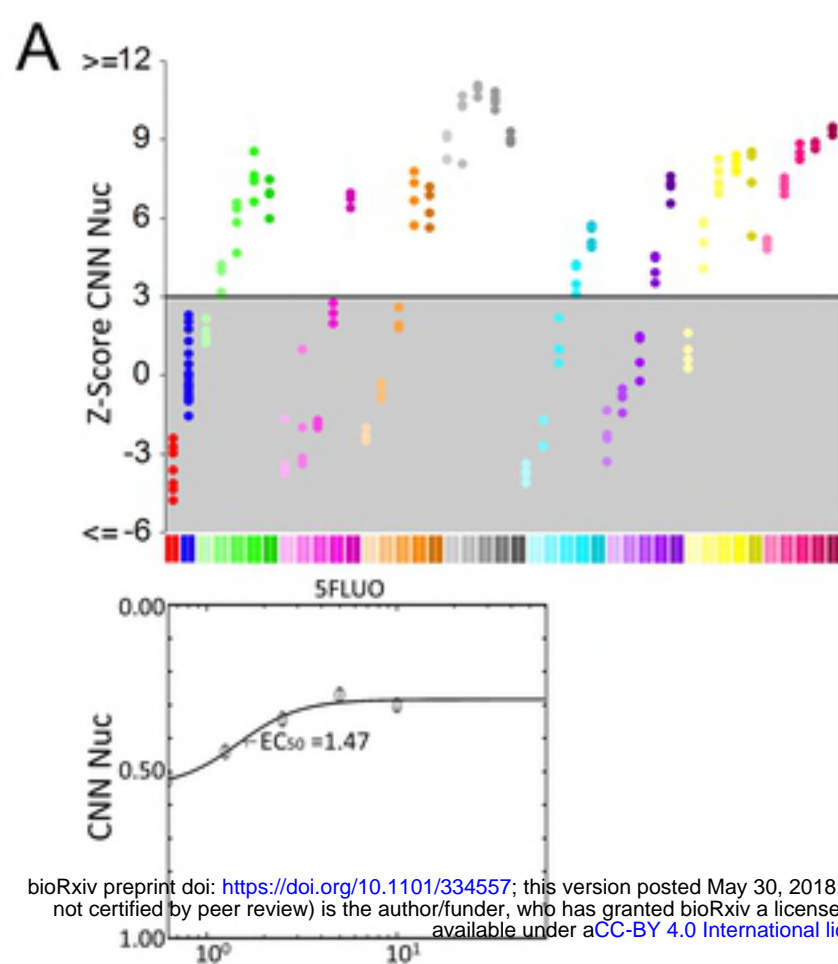 A
>=12
9
6
3
0
-3
<= -6
Z-Score CNN Nuc
5FLUO
0.00
0.50
1.00
CNN Nuc
EC50 =1.47
10⁰ 10¹
bioRxiv preprint doi: https://doi.org/10.1101/334557; this version posted May 30, 2018
not certified by peer review) is the author/funder, who has granted bioRxiv a license
available under aCC-BY 4.0 International lic